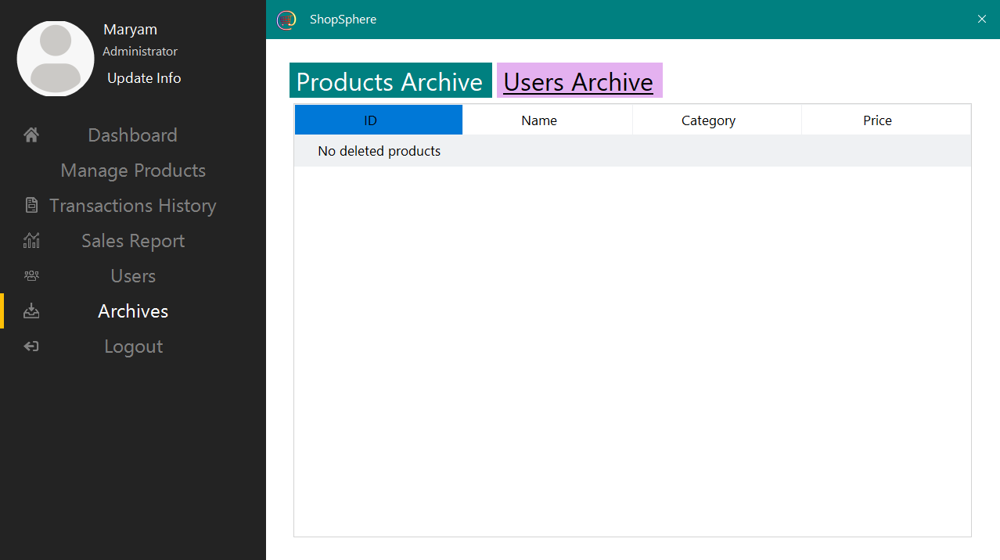 Maryam
Administrator
Update Info
Dashboard
Manage Products
Transactions History
Sales Report
Users
Archives
Logout
ShopSphere
Products Archive Users Archive
ID Name Category Price
No deleted products